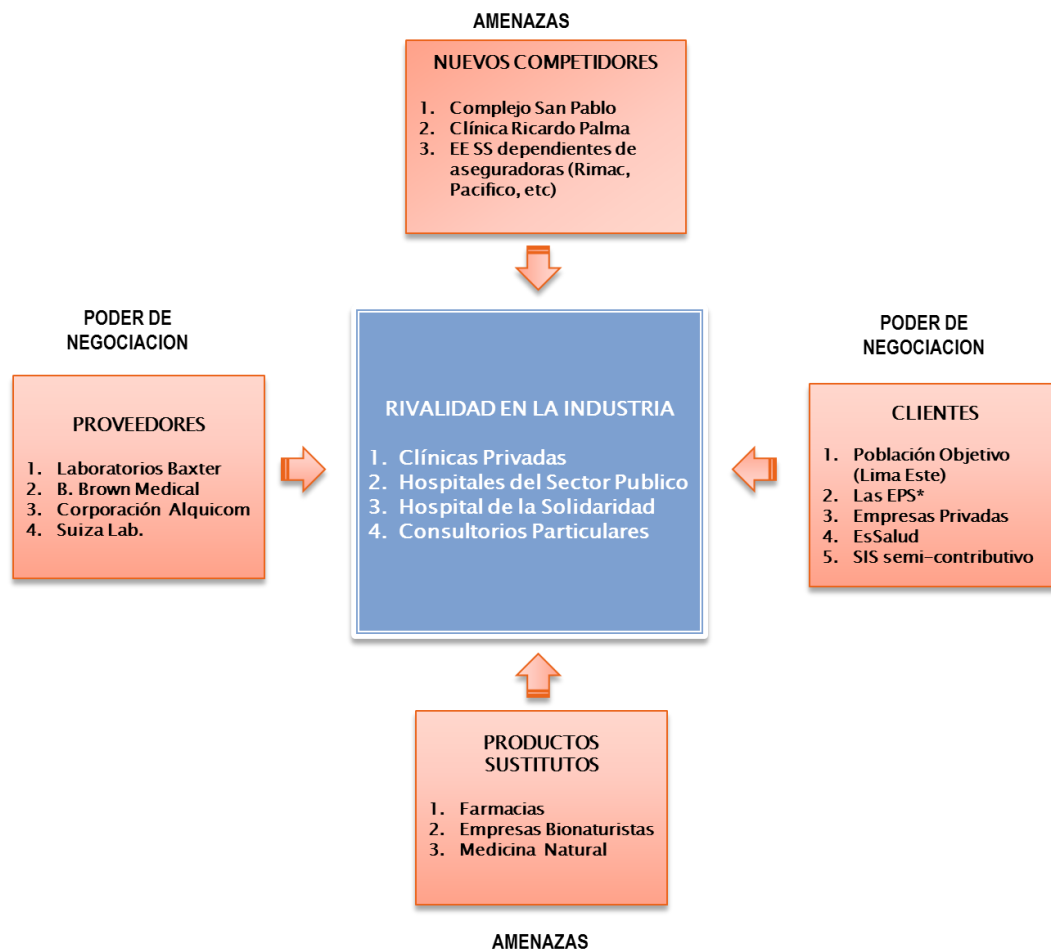 AMENAZAS
NUEVOS COMPETIDORES
1. Complejo San Pablo
2. Clínica Ricardo Palma
3. EE SS dependientes de
aseguradoras (Rimac,
Pacifico, etc)
PODER DE
NEGOCIACION
PROVEEDORES
1. Laboratorios Baxter
2. B. Brown Medical
3. Corporación Alquicom
4. Suiza Lab.
RIVALIDAD EN LA INDUSTRIA
1. Clínicas Privadas
2. Hospitales del Sector Publico
3. Hospital de la Solidaridad
4. Consultorios Particulares
PODER DE
NEGOCIACION
CLIENTES
1. Población Objetivo
(Lima Este)
2. Las EPS*
3. Empresas Privadas
4. EsSalud
5. SIS semi-contributivo
PRODUCTOS
SUSTITUTOS
1. Farmacias
2. Empresas Bionaturistas
3. Medicina Natural
AMENAZAS